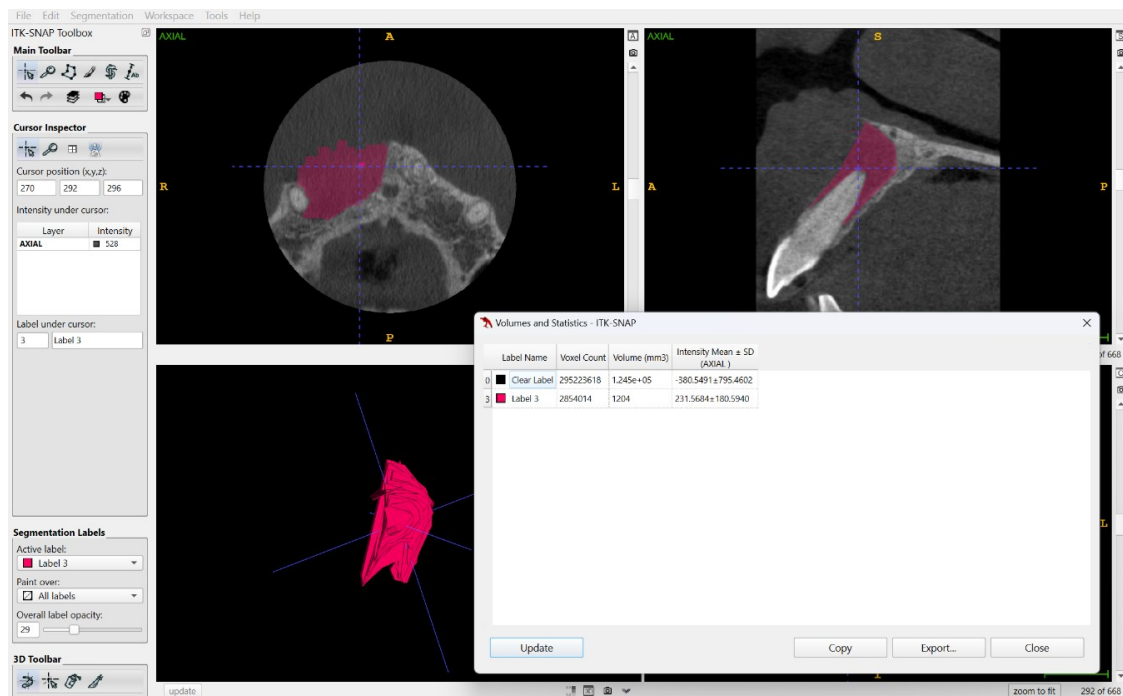 File Edit Segmentation Workspace Tools Help
ITK-SNAP Toolbox
Main Toolbar
Cursor Inspector
Cursor position (x,y,z):
270 292 296
Intensity under cursor:
Layer Intensity
AXIAL 528
Label under cursor:
3 Label 3
Segmentation Labels
Active label:
Label 3
Paint over:
All labels
Overall label opacity:
29
3D Toolbar
AXIAL
A
R
L
P
A
update
AXIAL
S
A
P
S
of 668
L
Volumes and Statistics - ITK-SNAP
Label Name Voxel Count Volume (mm3) Intensity Mean ± SD
(AXIAL )
0 Clear Label 295223618 1.245e+05 -380.5491±795.4602
3 Label 3 2854014 1204 231.5684±180.5940
Update Copy Export... Close
zoom to fit 292 of 668